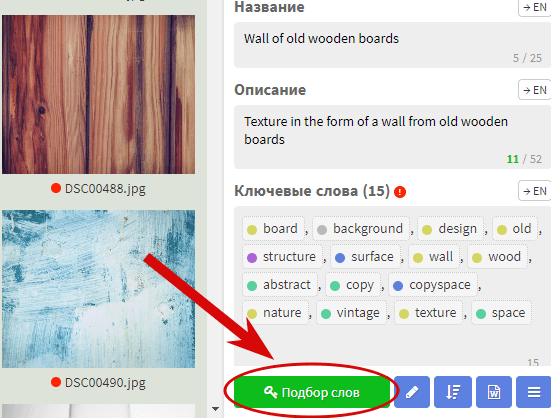 DSC00488.jpg
DSC00490.jpg
Название
→ EN
Wall of old wooden boards
5 / 25
Описание
→ EN
Texture in the form of a wall from old wooden
boards
11 / 52
Ключевые слова (15)
→ EN
board , background , design , old ,
structure , surface , wall , wood ,
abstract , copy , copyspace ,
nature , vintage , texture , space
15
Подбор слов